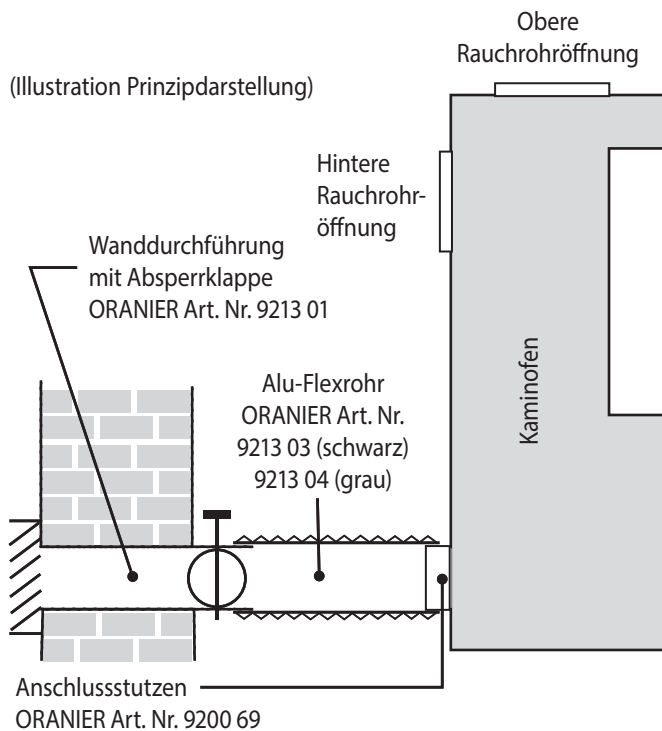 Obere
Rauchrohröffnung
(Illustration Prinzipdarstellung)
Hintere
Rauchrohr-
öffnung
Wanddurchführung
mit Absperrklappe
ORANIER Art. Nr. 9213 01
Kaminofen
Alu-Flexrohr
ORANIER Art. Nr.
9213 03 (schwarz)
9213 04 (grau)
Anschlussstutzen
ORANIER Art. Nr. 9200 69